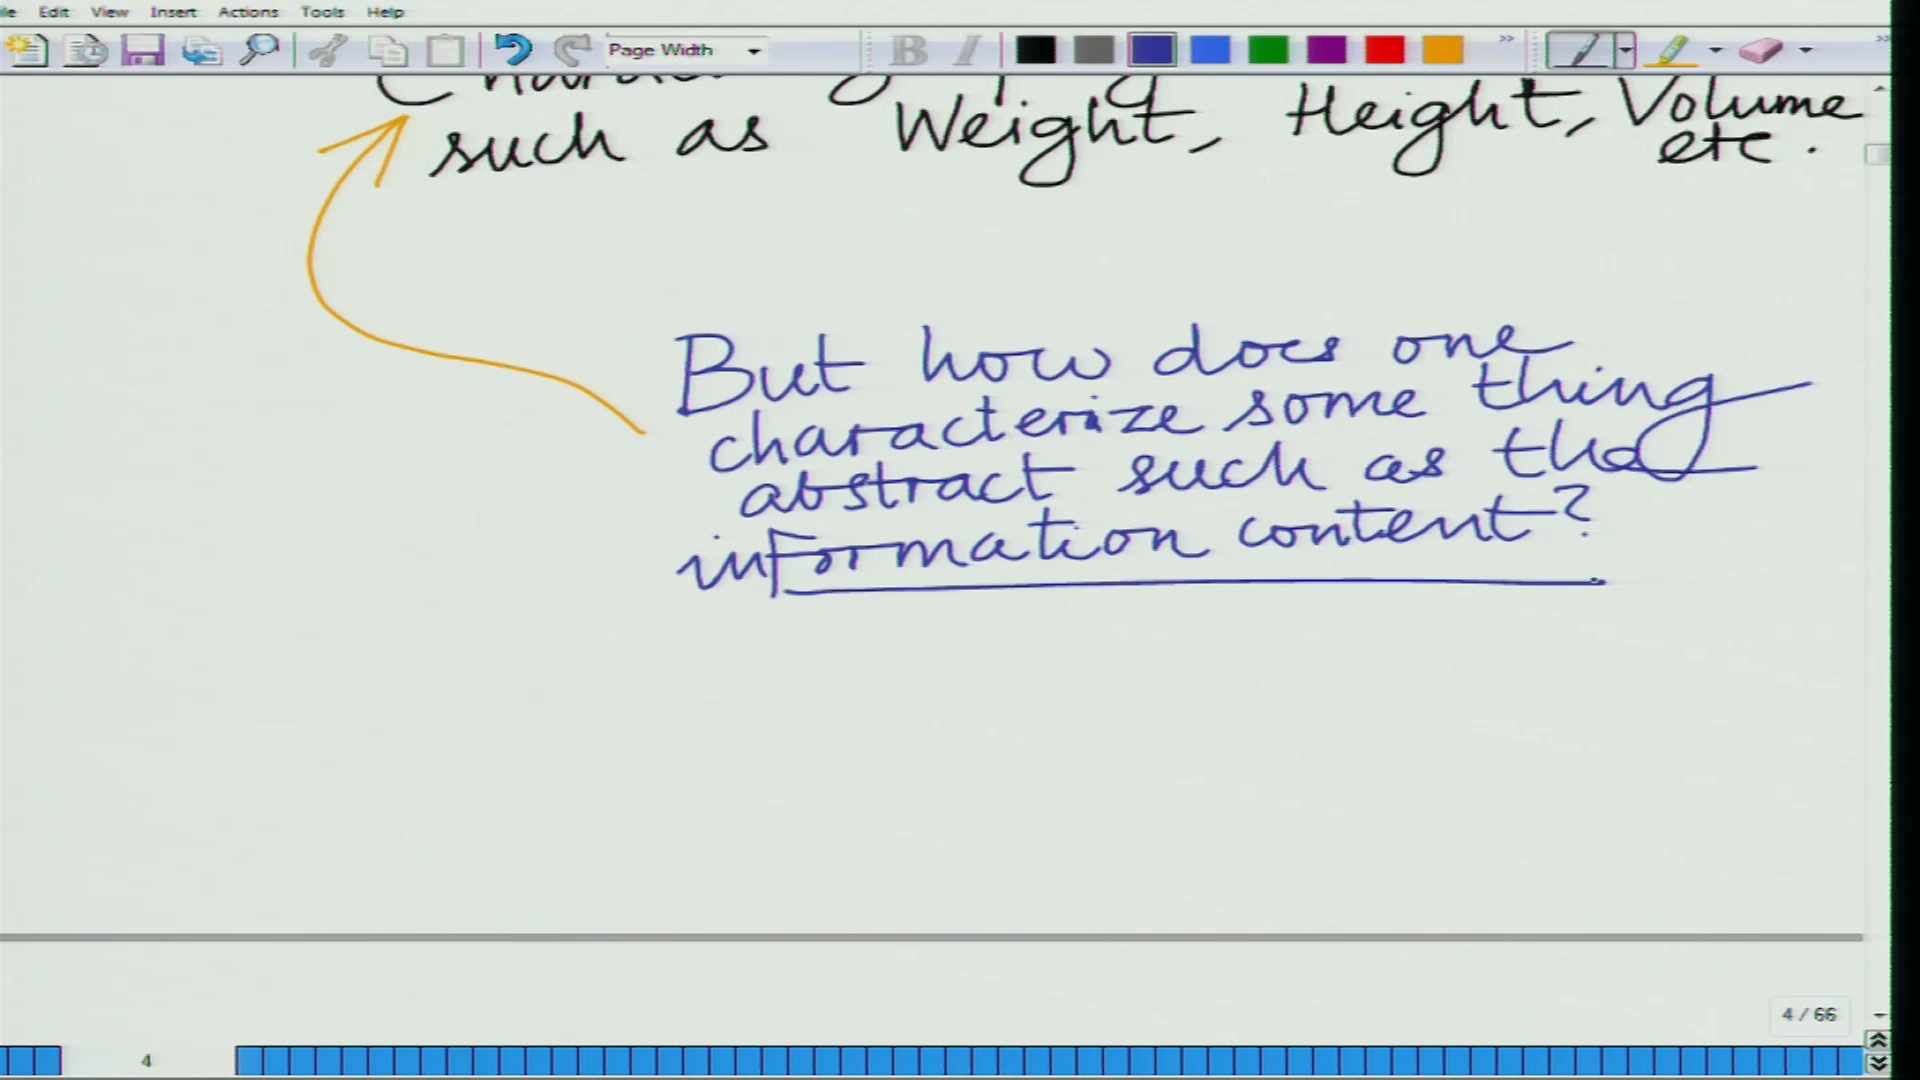 Edit View Insert Actions Tools Help
Page Width
B I
such as Weight, Height, Volume
etc.
But how does one
characterize some thing
abstract such as the
information content?
4 / 66
4